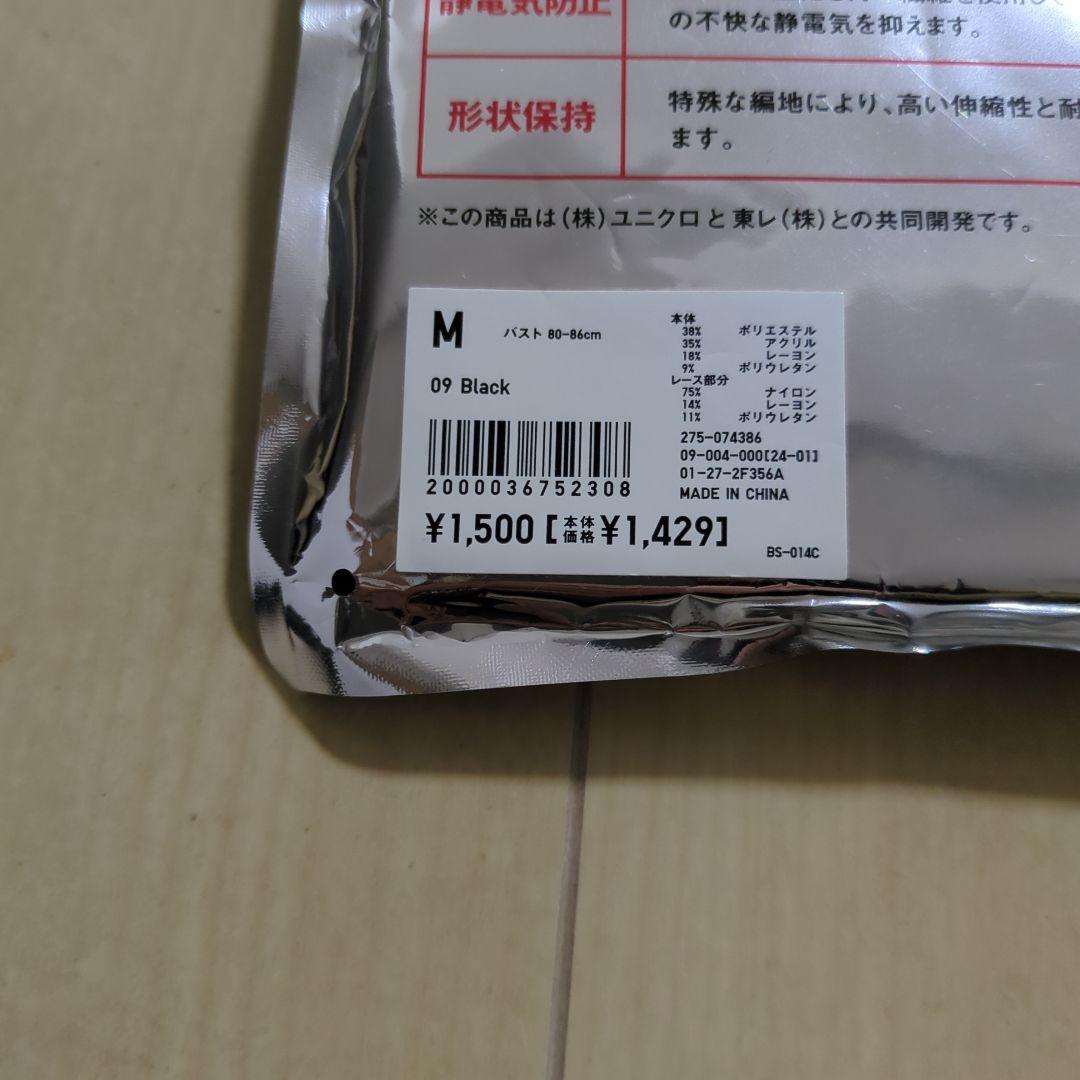 静電気防止
の不快な静電気を抑えます。
形状保持
特殊な編地により、高い伸縮性と耐
ます。
※この商品は(株)ユニクロと東レ(株)との共同開発です。
M
バスト 80-86cm
09 Black
2000036752308
¥1,500 [本体価格¥1,429]
本体
38% ポリエステル
35% アクリル
18% レーヨン
9% ポリウレタン
レース部分
75% ナイロン
14% レーヨン
11% ポリウレタン
275-074386
09-004-000[24-01]
01-27-2F356A
MADE IN CHINA
BS-014C